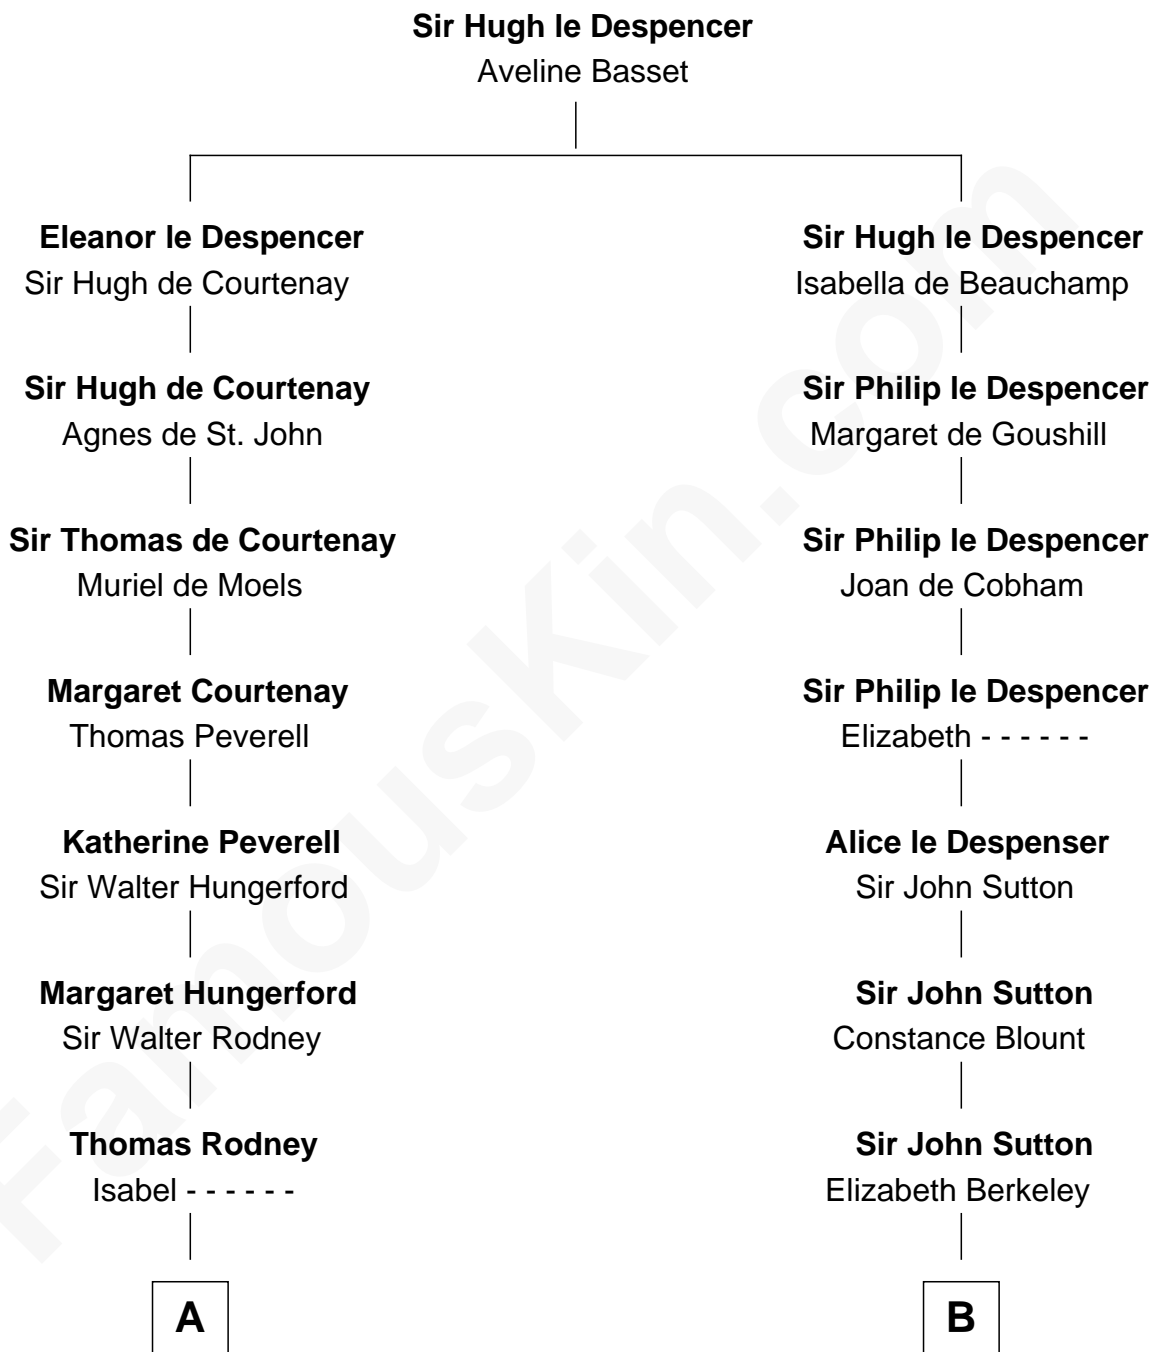 Sir Hugh le Despencer
Aveline Basset
Eleanor le Despencer
Sir Hugh de Courtenay
Sir Hugh le Despencer
Isabella de Beauchamp
Sir Hugh de Courtenay
Agnes de St. John
Sir Philip le Despencer
Margaret de Goushill
Sir Thomas de Courtenay
Muriel de Moels
Sir Philip le Despencer
Joan de Cobham
Margaret Courtenay
Thomas Peverell
Sir Philip le Despencer
Elizabeth - - - - - -
Katherine Peverell
Sir Walter Hungerford
Alice le Despenser
Sir John Sutton
Margaret Hungerford
Sir Walter Rodney
Sir John Sutton
Constance Blount
Thomas Rodney
Isabel - - - - - -
Sir John Sutton
Elizabeth Berkeley
A
B
FamousKin.com